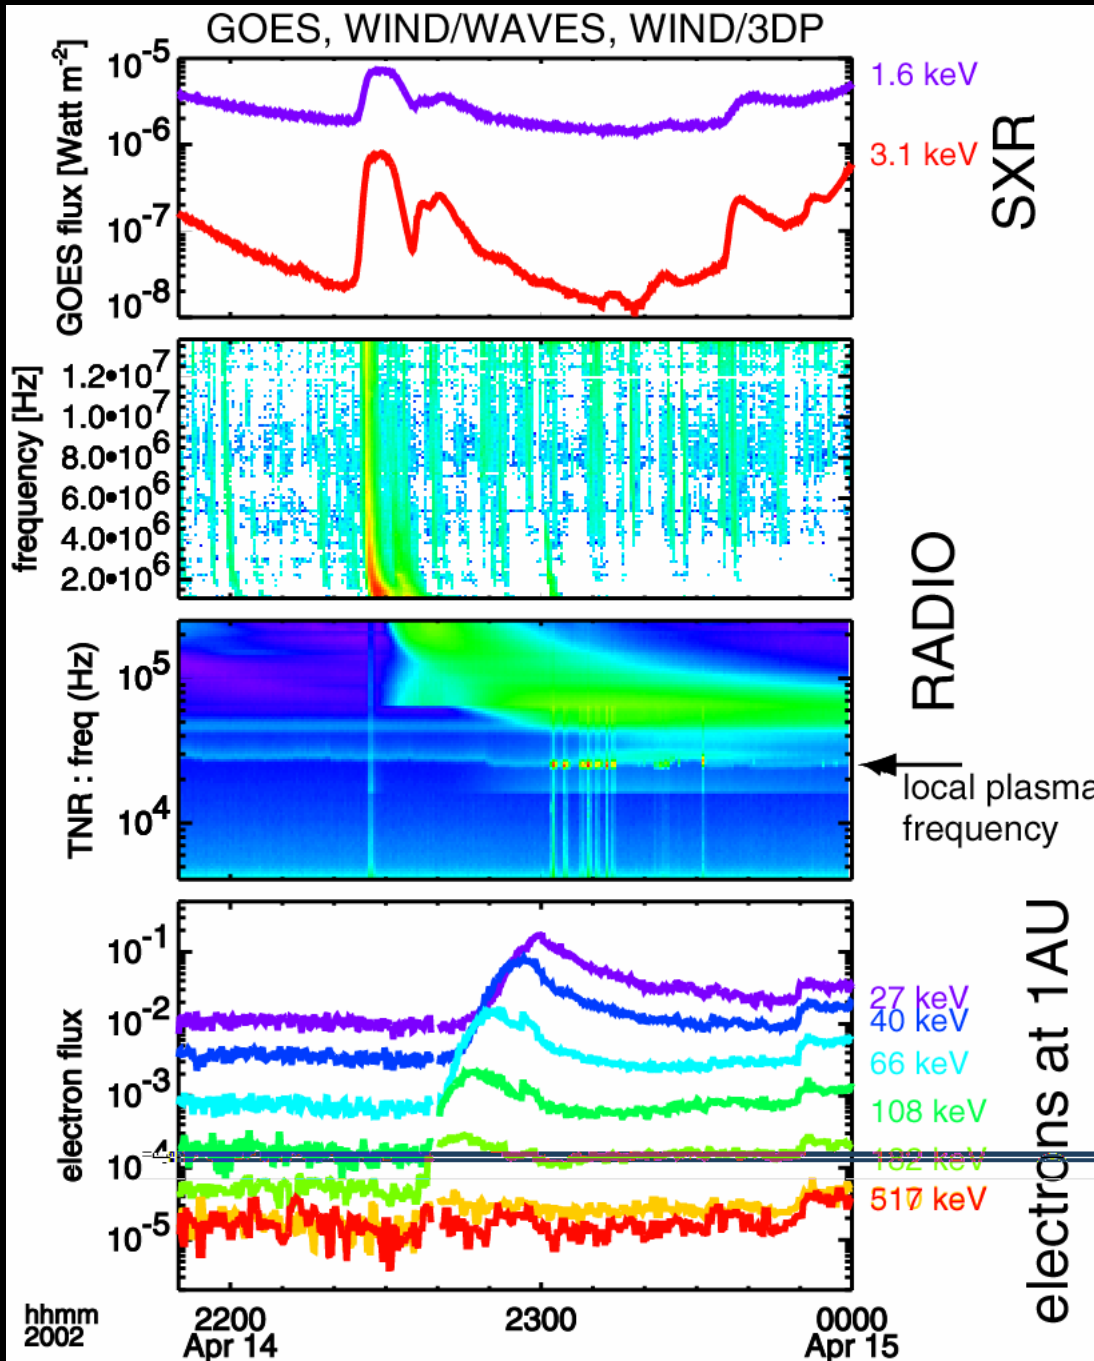 GOES, WIND/WAVES, WIND/3DP
GOES flux [Watt m⁻²]
10⁻⁵
10⁻⁶
10⁻⁷
10⁻⁸
1.6 keV
3.1 keV
SXR
frequency [Hz]
1.2•10⁷
1.0•10⁷
8.0•10⁶
6.0•10⁶
4.0•10⁶
2.0•10⁶
RADIO
TNR : freq (Hz)
10⁵
10⁴
local plasma
frequency
electron flux
10⁻¹
10⁻²
10⁻³
10⁻⁴
10⁻⁵
27 keV
40 keV
66 keV
108 keV
182 keV
517 keV
electrons at 1AU
hhmm
2002
2200
2300
0000
Apr 14
Apr 15